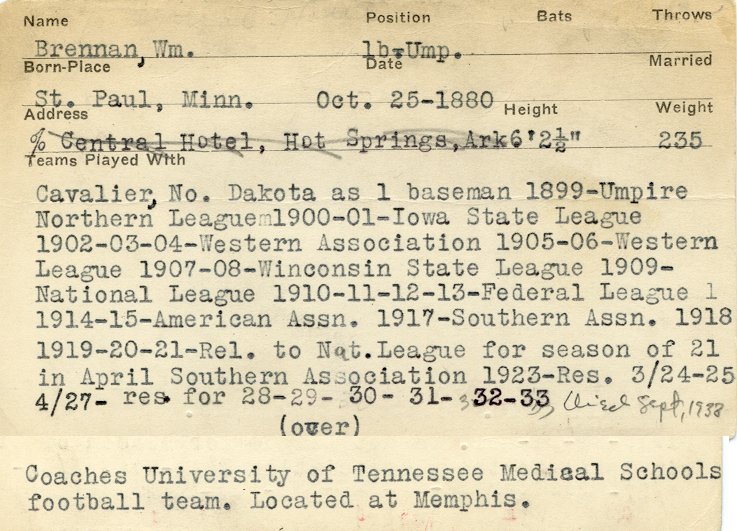 Name Position Bats Throws
Brennan, Wm. 1b-Ump.
Born-Place Date Married
St. Paul, Minn. Oct. 25-1880
Address Height Weight
% Central Hotel, Hot Springs, Ark 6'2½" 235
Teams Played With
Cavalier, No. Dakota as 1 baseman 1899-Umpire
Northern League 1900-01-Iowa State League
1902-03-04-Western Association 1905-06-Western
League 1907-08-Winconsin State League 1909-
National League 1910-11-12-13-Federal League 1
1914-15-American Assn. 1917-Southern Assn. 1918
1919-20-21-Rel. to Nat. League for season of 21
in April Southern Association 1923-Res. 3/24-25
4/27- res. for 28-29- 30- 31- 32-33 Died Sept, 1933
(over)
Coaches University of Tennessee Medical Schools
football team. Located at Memphis.